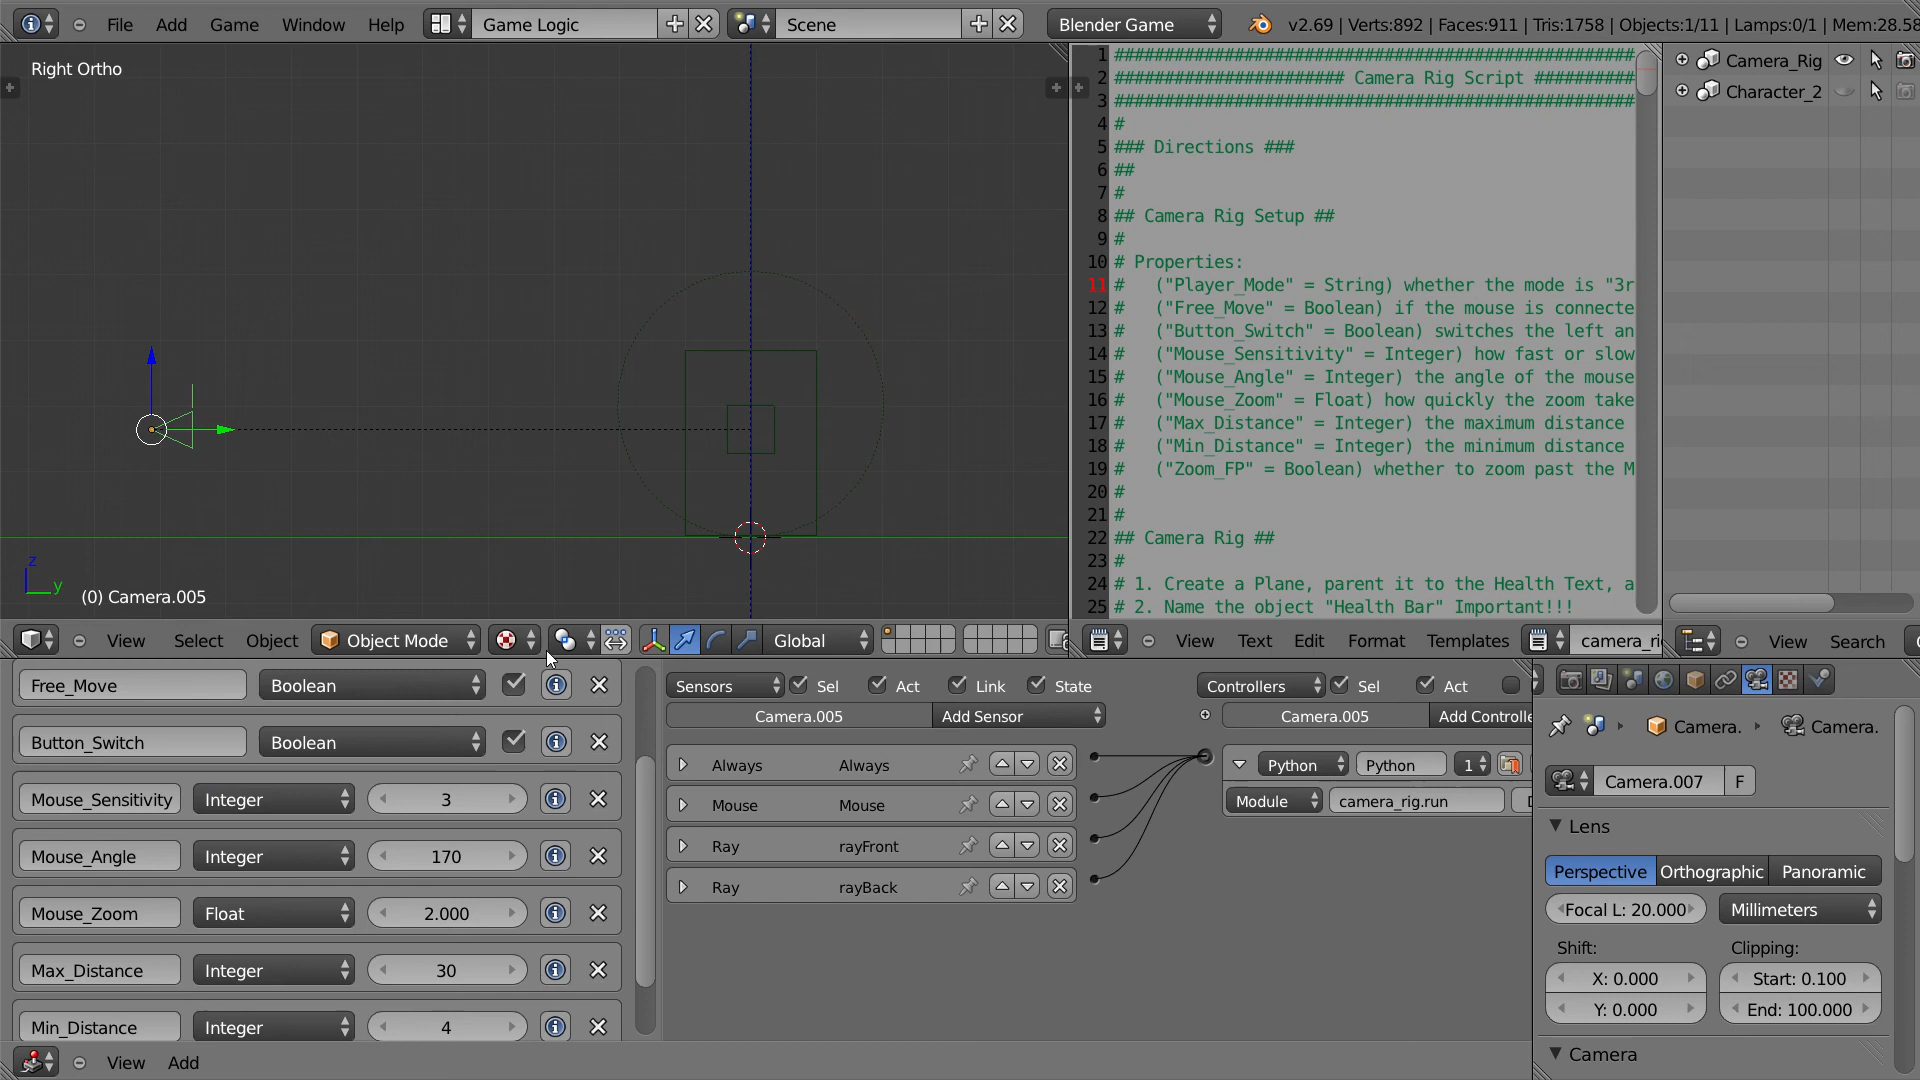 File Add Game Window Help Game Logic Scene Blender Game v2.69 | Verts:892 | Faces:911 | Tris:1758 | Objects:1/11 | Lamps:0/1 | Mem:28.58
Right Ortho
z
y
(0) Camera.005
View Select Object Object Mode Global
1 ####################################################
2 ####################### Camera Rig Script ##########
3 ####################################################
4 #
5 ### Directions ###
6 ##
7 #
8 ## Camera Rig Setup ##
9 #
10 # Properties:
11 # ("Player_Mode" = String) whether the mode is "3r
12 # ("Free_Move" = Boolean) if the mouse is connecte
13 # ("Button_Switch" = Boolean) switches the left an
14 # ("Mouse_Sensitivity" = Integer) how fast or slow
15 # ("Mouse_Angle" = Integer) the angle of the mouse
16 # ("Mouse_Zoom" = Float) how quickly the zoom take
17 # ("Max_Distance" = Integer) the maximum distance
18 # ("Min_Distance" = Integer) the minimum distance
19 # ("Zoom_FP" = Boolean) whether to zoom past the M
20 #
21 #
22 ## Camera Rig ##
23 #
24 # 1. Create a Plane, parent it to the Health Text, a
25 # 2. Name the object "Health Bar" Important!!!
View Text Edit Format Templates camera_ri
Camera_Rig
Character_2
View Search
Free_Move Boolean
Button_Switch Boolean
Mouse_Sensitivity Integer 3
Mouse_Angle Integer 170
Mouse_Zoom Float 2.000
Max_Distance Integer 30
Min_Distance Integer 4
View Add
Sensors Sel Act Link State
Camera.005 Add Sensor
Always Always
Mouse Mouse
Ray rayFront
Ray rayBack
Controllers Sel Act
Camera.005 Add Controlle
Python Python 1
Module camera_rig.run D
Camera. Camera.
Camera.007 F
Lens
Perspective Orthographic Panoramic
Focal L: 20.000 Millimeters
Shift: Clipping:
X: 0.000 Start: 0.100
Y: 0.000 End: 100.000
Camera